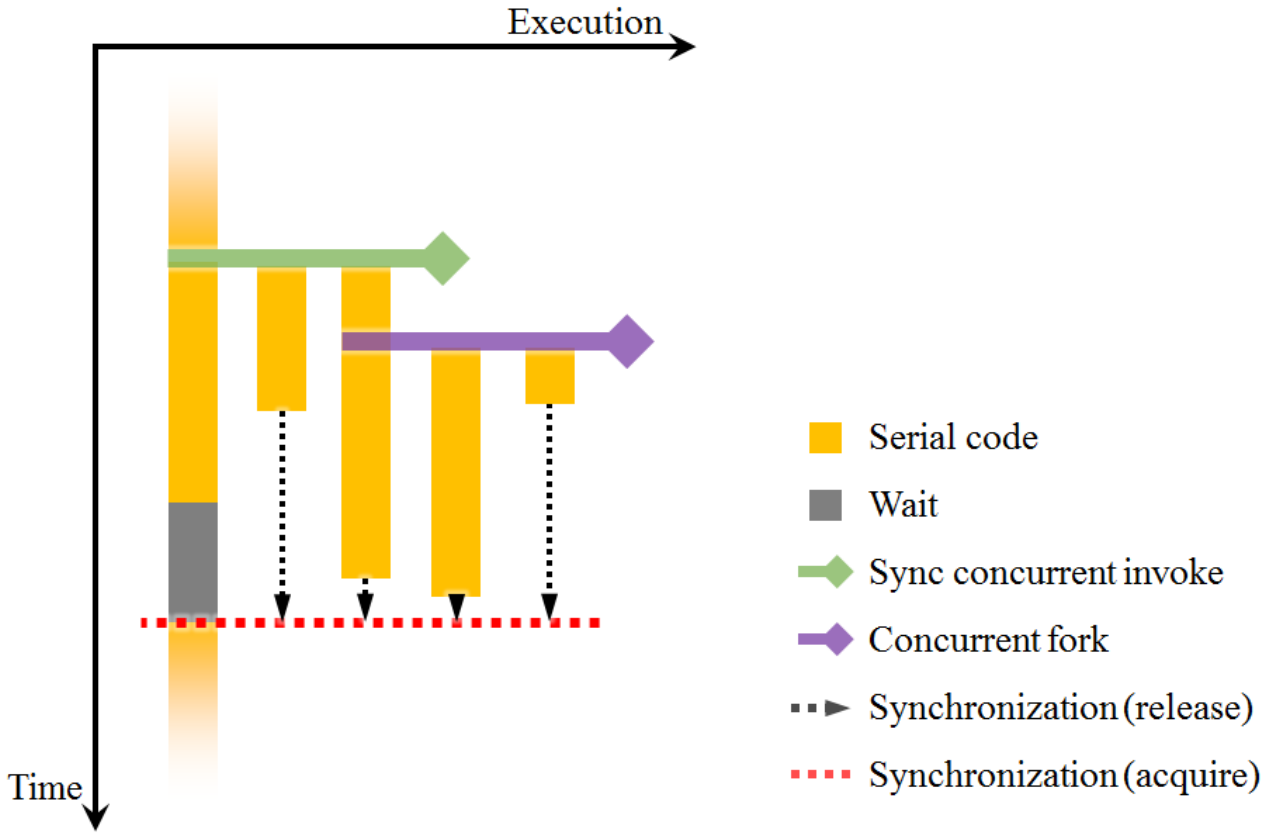 Execution
Serial code
Wait
Sync concurrent invoke
Concurrent fork
Synchronization (release)
Synchronization (acquire)
Time